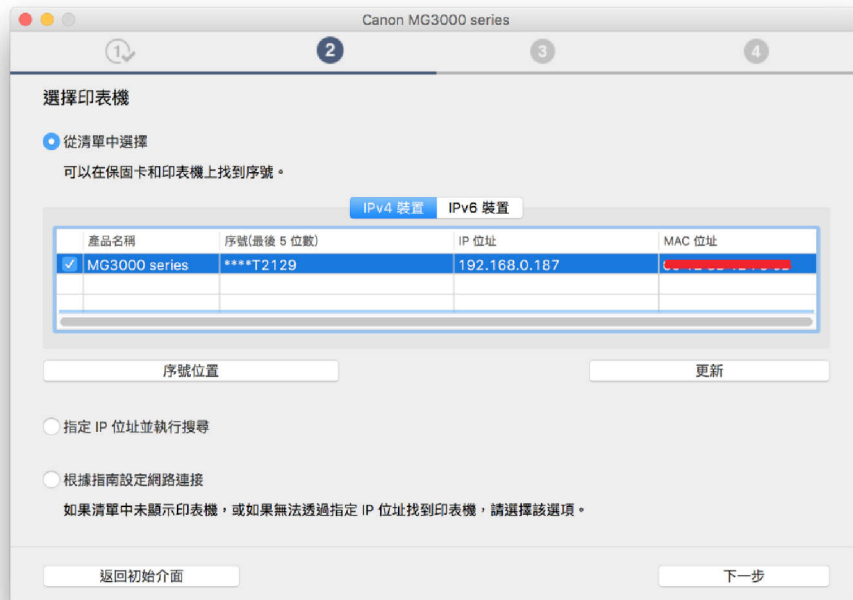 Canon MG3000 series
1 2 3 4
選擇印表機
從清單中選擇
可以在保固卡和印表機上找到序號。
IPv4 裝置 IPv6 裝置
產品名稱 序號(最後 5 位數) IP 位址 MAC 位址
MG3000 series ****T2129 192.168.0.187
序號位置 更新
指定 IP 位址並執行搜尋
根據指南設定網路連接
如果清單中未顯示印表機，或如果無法透過指定 IP 位址找到印表機，請選擇該選項。
返回初始介面 下一步